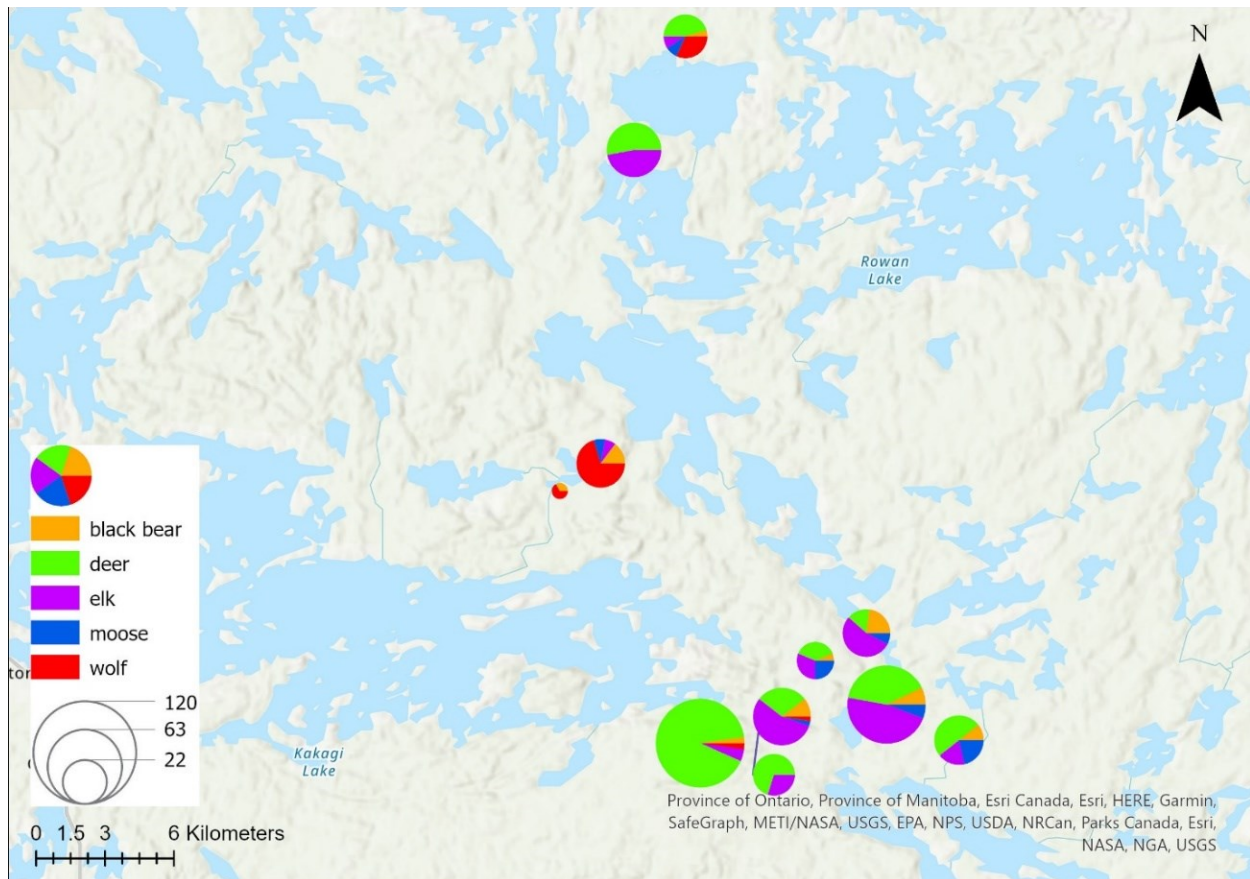 N
Rowan
Lake
black bear
deer
elk
moose
wolf
120
63
22
Kakagi
Lake
0 1.5 3 6 Kilometers
Province of Ontario, Province of Manitoba, Esri Canada, Esri, HERE, Garmin,
SafeGraph, METI/NASA, USGS, EPA, NPS, USDA, NRCan, Parks Canada, Esri,
NASA, NGA, USGS